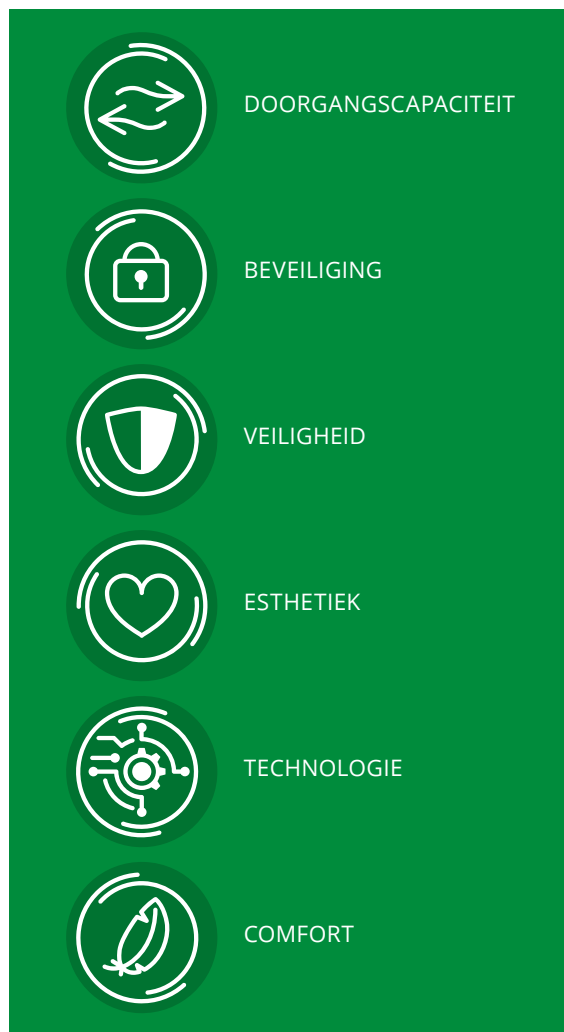 DOORGANGSCAPACITEIT
BEVEILIGING
VEILIGHEID
ESTHETIEK
TECHNOLOGIE
COMFORT